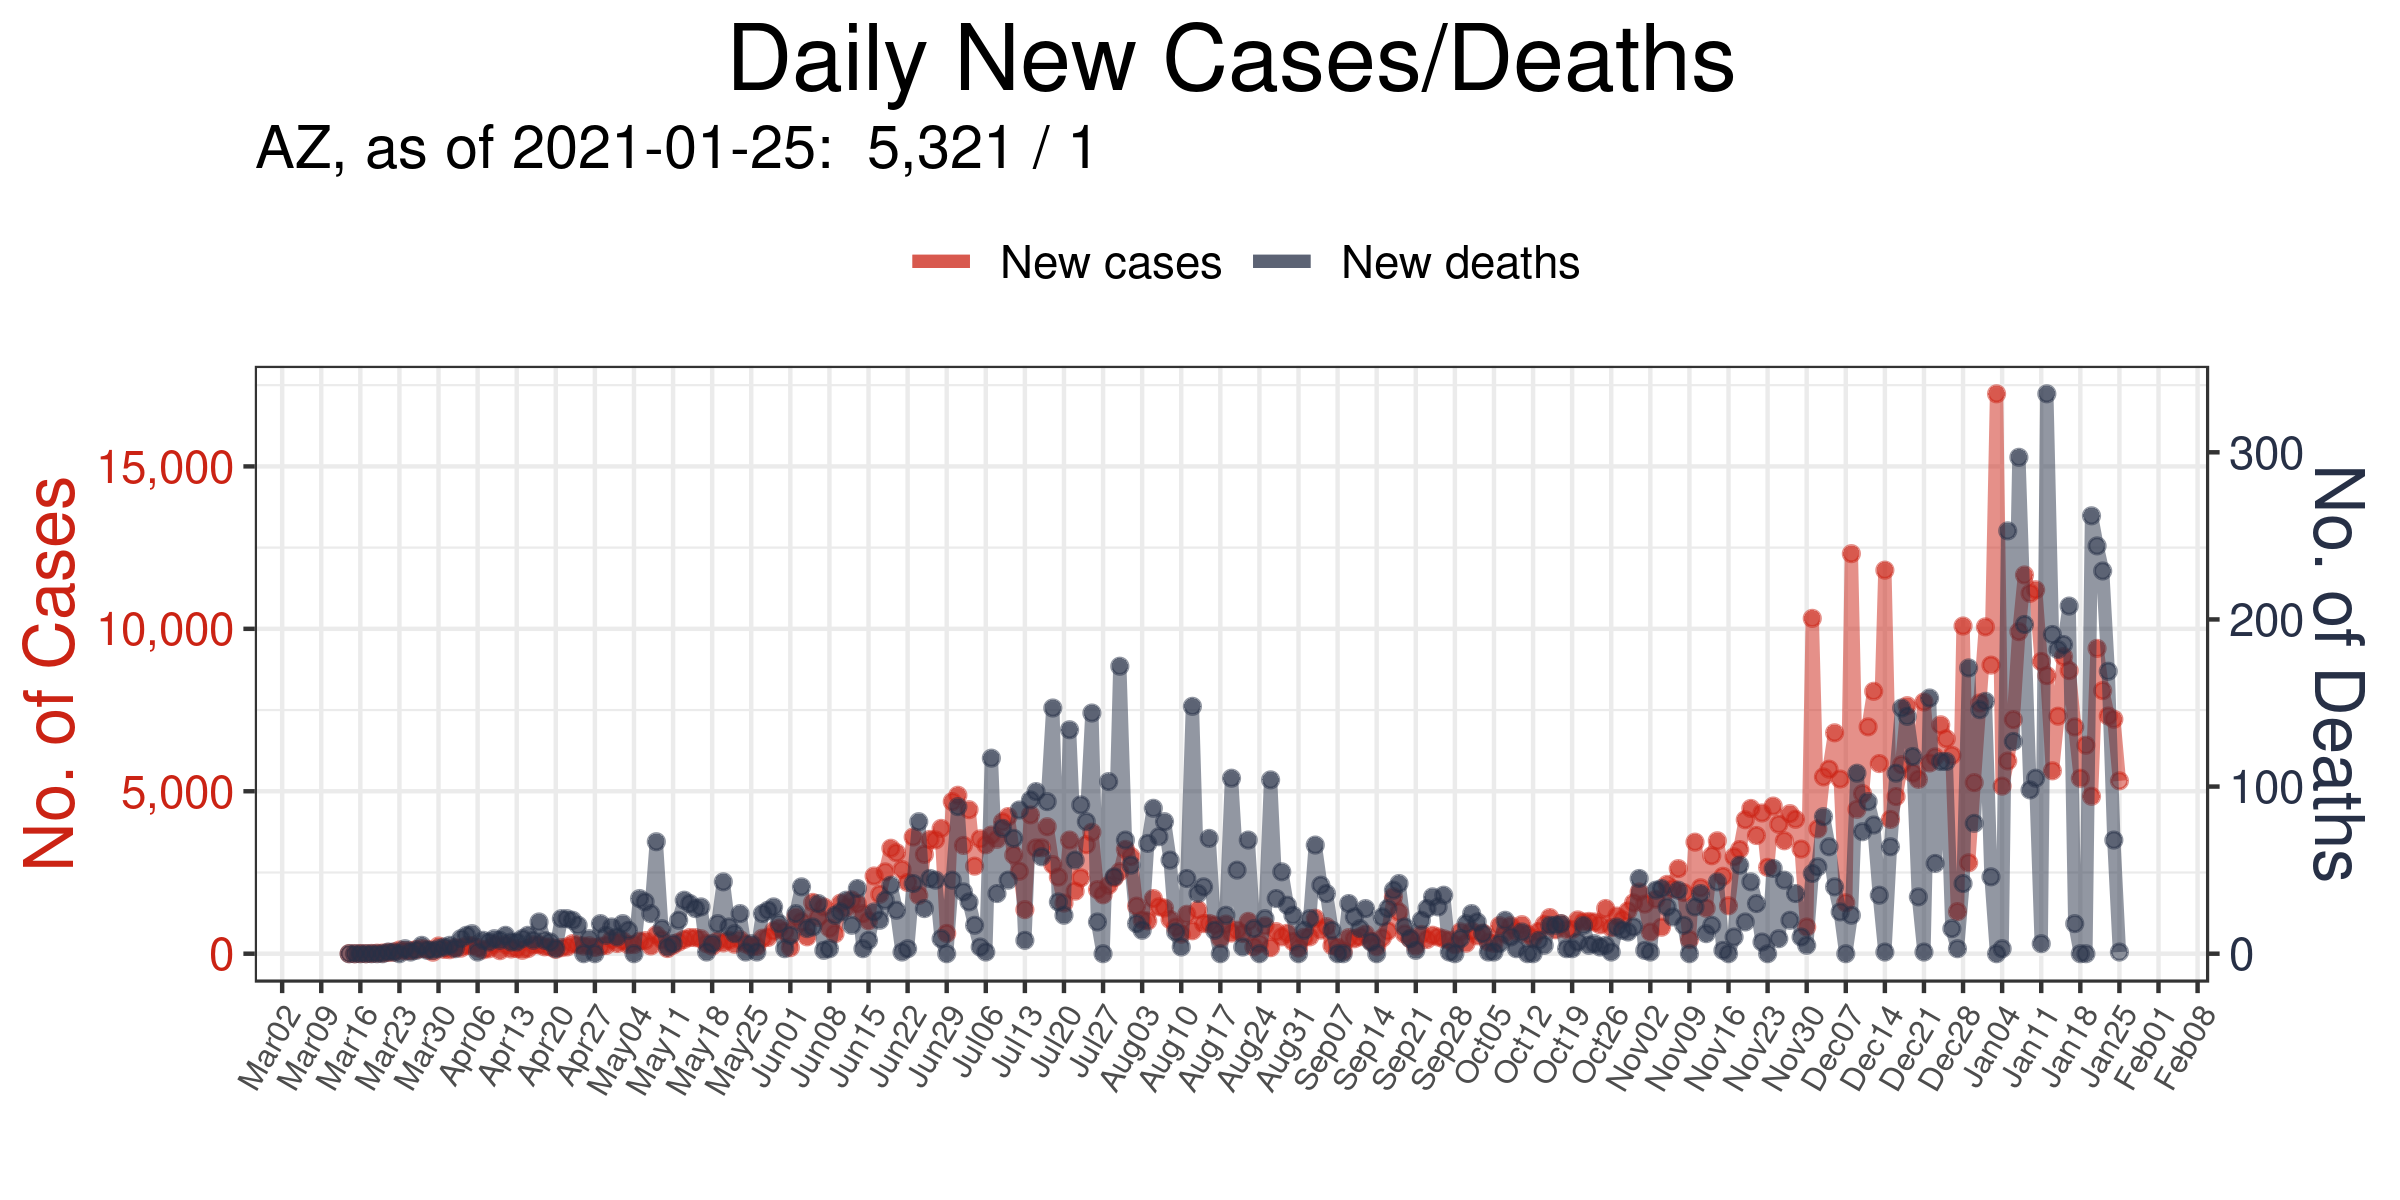 Daily New Cases/Deaths
AZ, as of 2021-01-25: 5,321 / 1
New cases
New deaths
No. of Cases
15,000
10,000
5,000
0
300
200
100
0
No. of Deaths
Mar02
Mar09
Mar16
Mar23
Mar30
Apr06
Apr13
Apr20
Apr27
May04
May11
May18
May25
Jun01
Jun08
Jun15
Jun22
Jun29
Jul06
Jul13
Jul20
Jul27
Aug03
Aug10
Aug17
Aug24
Aug31
Sep07
Sep14
Sep21
Sep28
Oct05
Oct12
Oct19
Oct26
Nov02
Nov09
Nov16
Nov23
Nov30
Dec07
Dec14
Dec21
Dec28
Jan04
Jan11
Jan18
Jan25
Feb01
Feb08